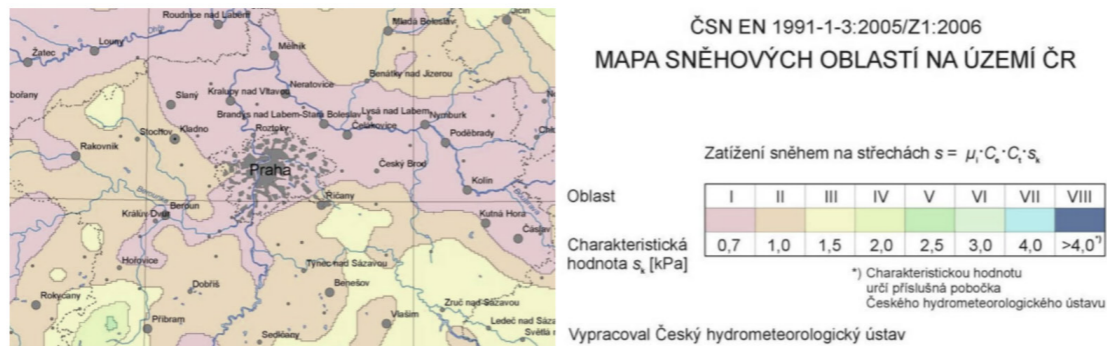 Roudnice nad Labem
Mladá Boleslav
Ohře
Louny
Žatec
Mělník
Benátky nad Jizerou
Slaný
Neratovice
Kralupy nad Vltavou
Lysá nad Labem
Brandýs nad Labem-Stará Boleslav
Nymburk
Roztoky
Čelákovice
Stochov
Kladno
Poděbrady
Rakovník
Praha
Český Brod
Kolín
Říčany
Beroun
Králův Dvůr
Kutná Hora
Čáslav
Hořovice
Týnec nad Sázavou
Dobříš
Benešov
Rokycany
Zruč nad Sázavou
Příbram
Vlašim
Ledeč nad Sáza
Sedlčany
Světlá n
ČSN EN 1991-1-3:2005/Z1:2006
MAPA SNĚHOVÝCH OBLASTÍ NA ÚZEMÍ ČR
Zatížení sněhem na střechách s = μi·Ce·Ct·sk
Oblast I II III IV V VI VII VIII
Charakteristická
hodnota sk [kPa] 0,7 1,0 1,5 2,0 2,5 3,0 4,0 >4,0*)
*) Charakteristickou hodnotu
určí příslušná pobočka
Českého hydrometeorologického ústavu
Vypracoval Český hydrometeorologický ústav